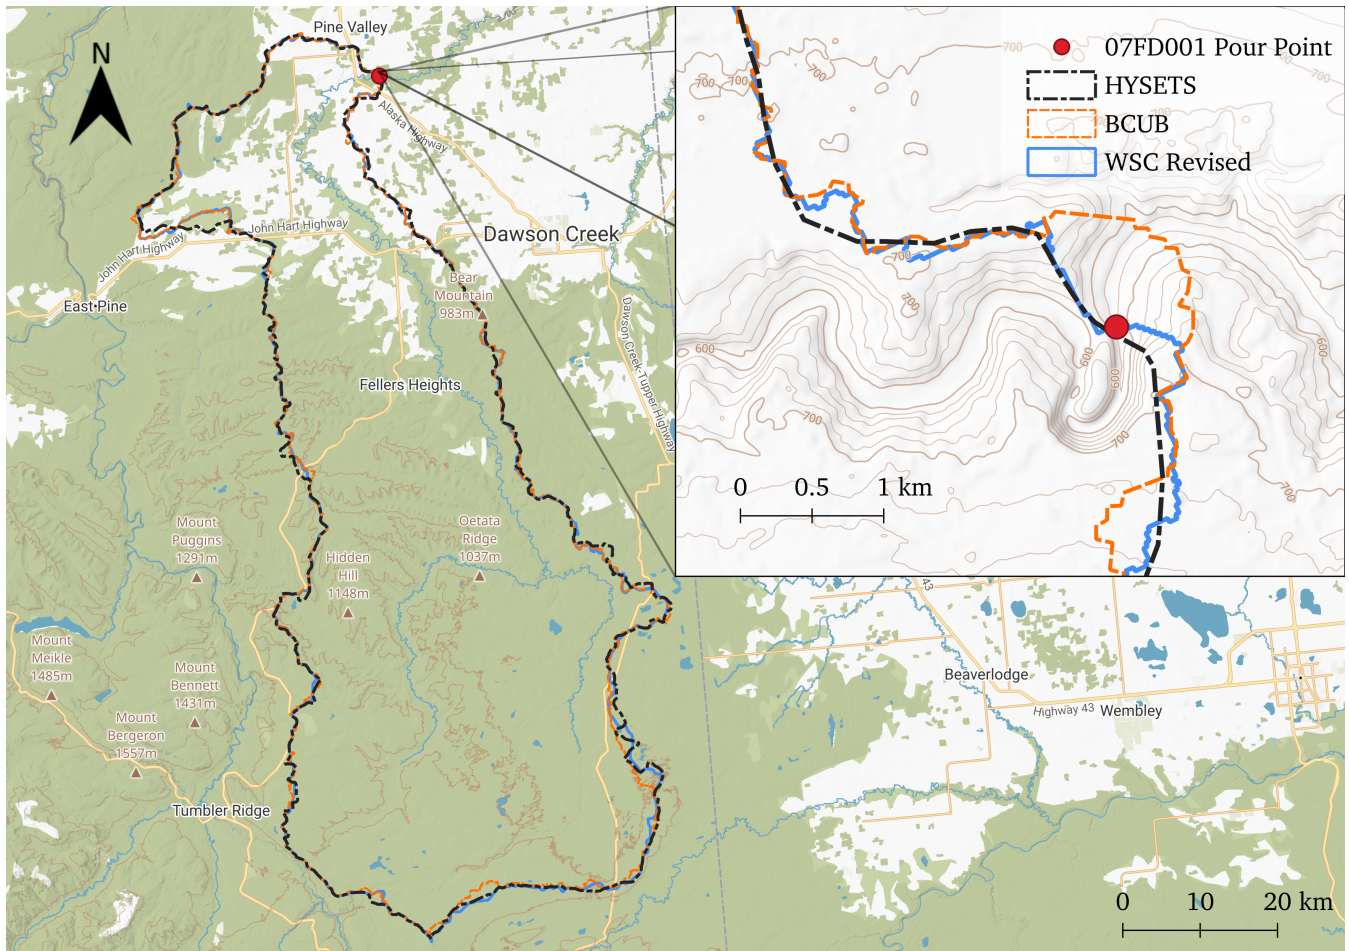 Pine Valley
N
Alaska Highway
John Hart Highway
John Hart Highway
Dawson Creek
East Pine
Bear
Mountain
983m
Dawson Creek-Tupper Highway
Fellers Heights
Mount
Puggins
1291m
Oetata
Ridge
1037m
Hidden
Hill
1148m
Mount
Meikle
1485m
Mount
Bennett
1431m
Mount
Bergeron
1557m
Tumbler Ridge
07FD001 Pour Point
HYSETS
BCUB
WSC Revised
700
700
700
700
700
700
700
700
600
600
600
600
700
700
700
0 0.5 1 km
43
Beaverlodge
Highway 43
Wembley
0 10 20 km